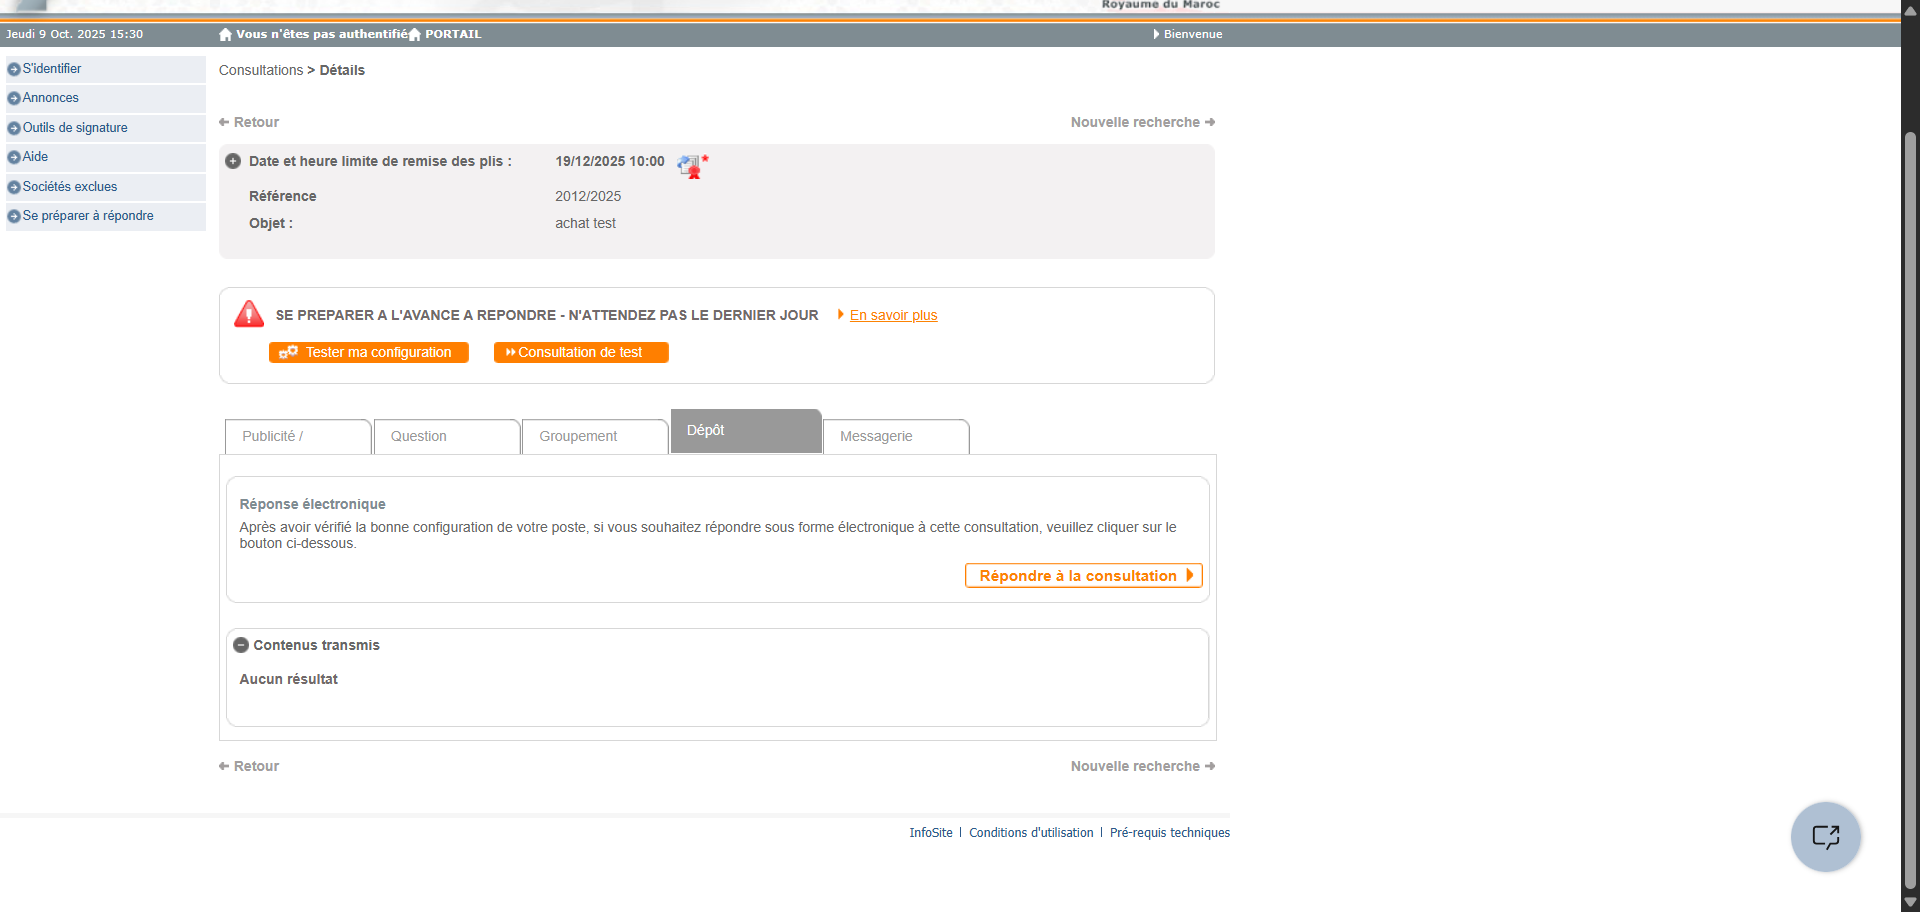 Royaume du Maroc
Jeudi 9 Oct. 2025 15:30
Vous n'êtes pas authentifié PORTAIL
Bienvenue
S'identifier
Annonces
Outils de signature
Aide
Sociétés exclues
Se préparer à répondre
Consultations > Détails
Retour
Nouvelle recherche
Date et heure limite de remise des plis :
19/12/2025 10:00
*
Référence
2012/2025
Objet :
achat test
SE PREPARER A L'AVANCE A REPONDRE - N'ATTENDEZ PAS LE DERNIER JOUR
En savoir plus
Tester ma configuration
Consultation de test
Publicité /
Question
Groupement
Dépôt
Messagerie
Réponse électronique
Après avoir vérifié la bonne configuration de votre poste, si vous souhaitez répondre sous forme électronique à cette consultation, veuillez cliquer sur le
bouton ci-dessous.
Répondre à la consultation
Contenus transmis
Aucun résultat
Retour
Nouvelle recherche
InfoSite | Conditions d'utilisation | Pré-requis techniques